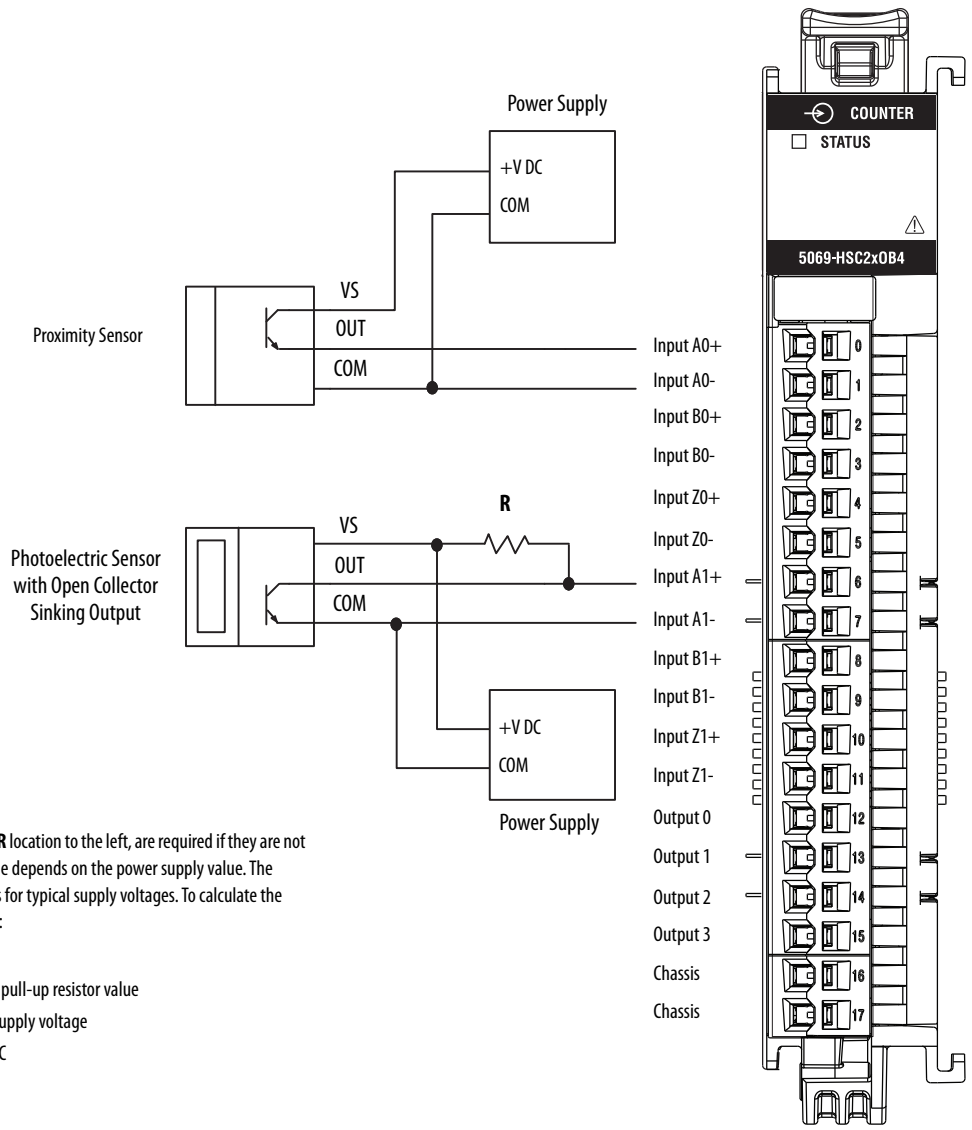 Power Supply
+V DC
COM
VS
OUT
COM
Proximity Sensor
VS
OUT
COM
R
Photoelectric Sensor
with Open Collector
Sinking Output
+V DC
COM
Power Supply
R location to the left, are required if they are not
e depends on the power supply value. The
s for typical supply voltages. To calculate the
:
pull-up resistor value
upply voltage
C
Input A0+
Input A0-
Input B0+
Input B0-
Input Z0+
Input Z0-
Input A1+
Input A1-
Input B1+
Input B1-
Input Z1+
Input Z1-
Output 0
Output 1
Output 2
Output 3
Chassis
Chassis
COUNTER
STATUS
5069-HSC2xOB4
0
1
2
3
4
5
6
7
8
9
10
11
12
13
14
15
16
17